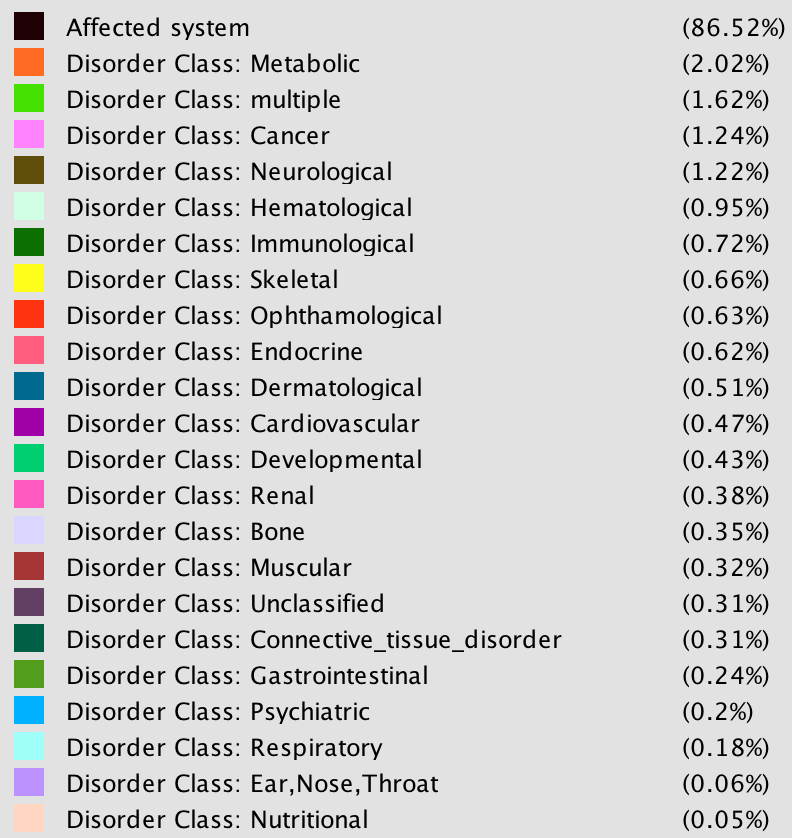 Affected system (86.52%)
Disorder Class: Metabolic (2.02%)
Disorder Class: multiple (1.62%)
Disorder Class: Cancer (1.24%)
Disorder Class: Neurological (1.22%)
Disorder Class: Hematological (0.95%)
Disorder Class: Immunological (0.72%)
Disorder Class: Skeletal (0.66%)
Disorder Class: Ophthamological (0.63%)
Disorder Class: Endocrine (0.62%)
Disorder Class: Dermatological (0.51%)
Disorder Class: Cardiovascular (0.47%)
Disorder Class: Developmental (0.43%)
Disorder Class: Renal (0.38%)
Disorder Class: Bone (0.35%)
Disorder Class: Muscular (0.32%)
Disorder Class: Unclassified (0.31%)
Disorder Class: Connective_tissue_disorder (0.31%)
Disorder Class: Gastrointestinal (0.24%)
Disorder Class: Psychiatric (0.2%)
Disorder Class: Respiratory (0.18%)
Disorder Class: Ear,Nose,Throat (0.06%)
Disorder Class: Nutritional (0.05%)